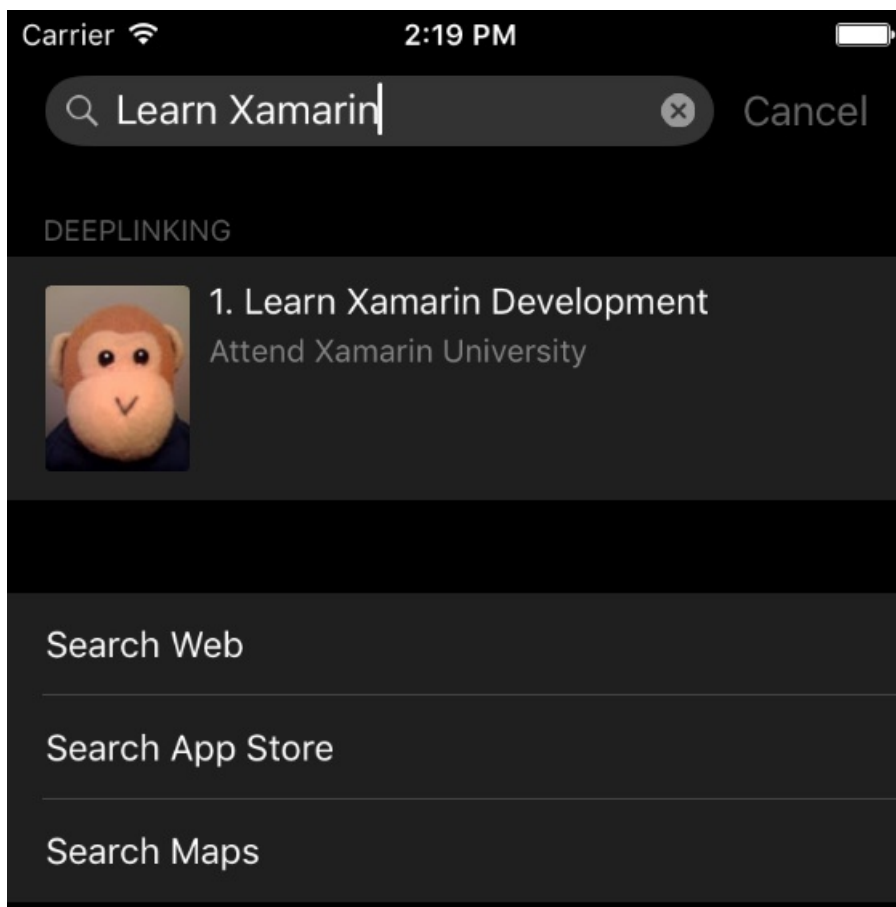 Carrier 2:19 PM
Learn Xamarin Cancel
DEEPLINKING
1. Learn Xamarin Development
Attend Xamarin University
Search Web
Search App Store
Search Maps